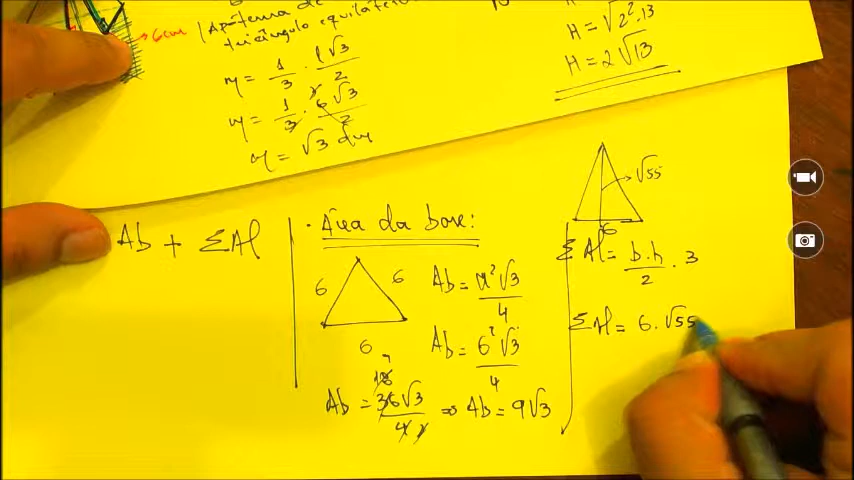 6cm
Apótema de
triângulo equiláter
m = 1/3 . l√3/2
m = 1/3 . 6√3/2
m = √3 dm
H = √2².13
H = 2√13
Ab + ΣAl
• Área da base:
6 6
6
Ab = l²√3/4
Ab = 6²√3/4
Ab = 36√3/4 => Ab = 9√3
√55
6
ΣAl = b.h/2 . 3
ΣAl = 6.√55